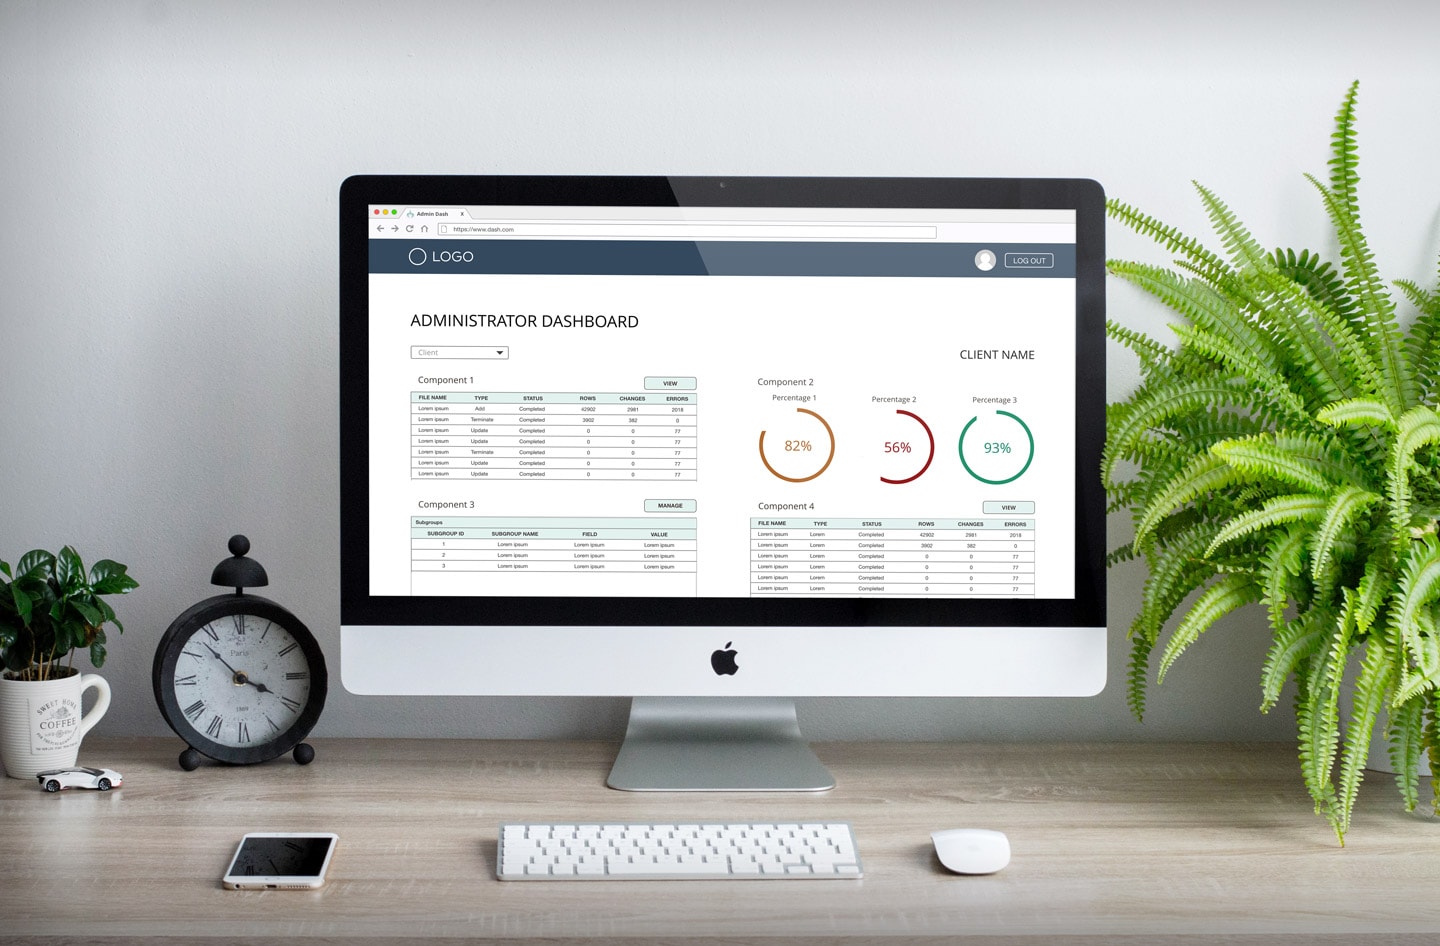 Admin Dash x
https://www.dash.com
LOGO
LOG OUT
ADMINISTRATOR DASHBOARD
Client
CLIENT NAME
Component 1
VIEW
FILE NAME TYPE STATUS ROWS CHANGES ERRORS
Lorem ipsum Add Completed 42902 2981 2018
Lorem ipsum Terminate Completed 3902 382 0
Lorem ipsum Update Completed 0 0 77
Lorem ipsum Update Completed 0 0 77
Lorem ipsum Terminate Completed 0 0 77
Lorem ipsum Update Completed 0 0 77
Lorem ipsum Update Completed 0 0 77
Component 2
Percentage 1 Percentage 2 Percentage 3
82% 56% 93%
Component 3
MANAGE
Subgroups
SUBGROUP ID SUBGROUP NAME FIELD VALUE
1 Lorem ipsum Lorem ipsum Lorem ipsum
2 Lorem ipsum Lorem ipsum Lorem ipsum
3 Lorem ipsum Lorem ipsum Lorem ipsum
Component 4
VIEW
FILE NAME TYPE STATUS ROWS CHANGES ERRORS
Lorem ipsum Lorem Completed 42902 2981 2018
Lorem ipsum Lorem Completed 3902 382 0
Lorem ipsum Lorem Completed 0 0 77
Lorem ipsum Lorem Completed 0 0 77
Lorem ipsum Lorem Completed 0 0 77
Lorem ipsum Lorem Completed 0 0 77
Paris
1869
SWEET HOME
COFFEE